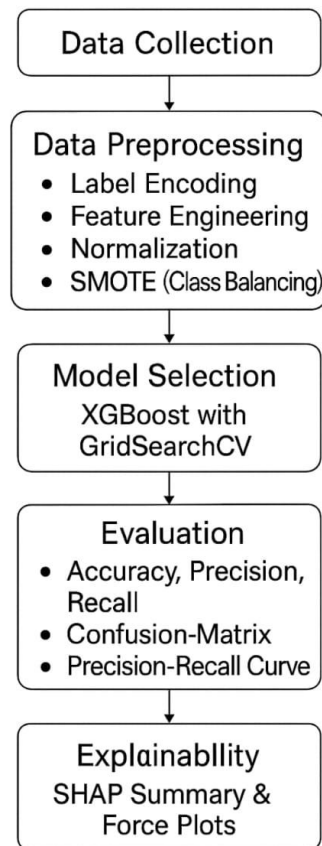 Data Collection
Data Preprocessing
• Label Encoding
• Feature Engineering
• Normalization
• SMOTE (Class Balancing)
Model Selection
XGBoost with
GridSearchCV
Evaluation
• Accuracy, Precision,
Recall
• Confusion-Matrix
• Precision-Recall Curve
Explainability
SHAP Summary &
Force Plots